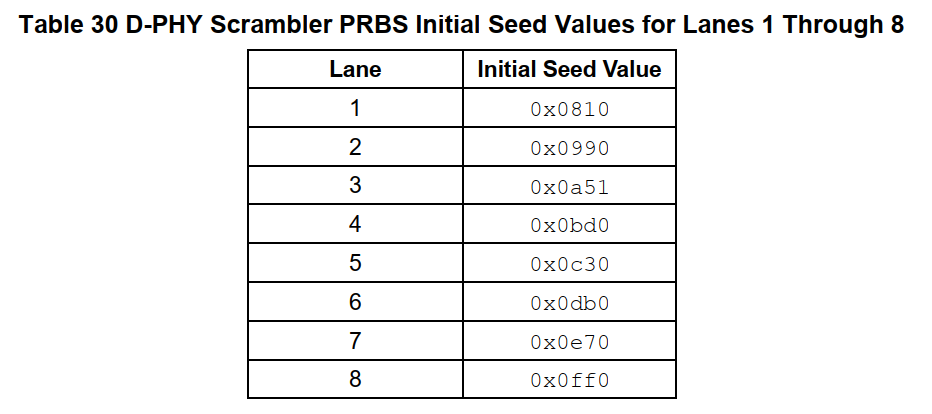 Table 30 D-PHY Scrambler PRBS Initial Seed Values for Lanes 1 Through 8
Lane Initial Seed Value
1 0x0810
2 0x0990
3 0x0a51
4 0x0bd0
5 0x0c30
6 0x0db0
7 0x0e70
8 0x0ff0